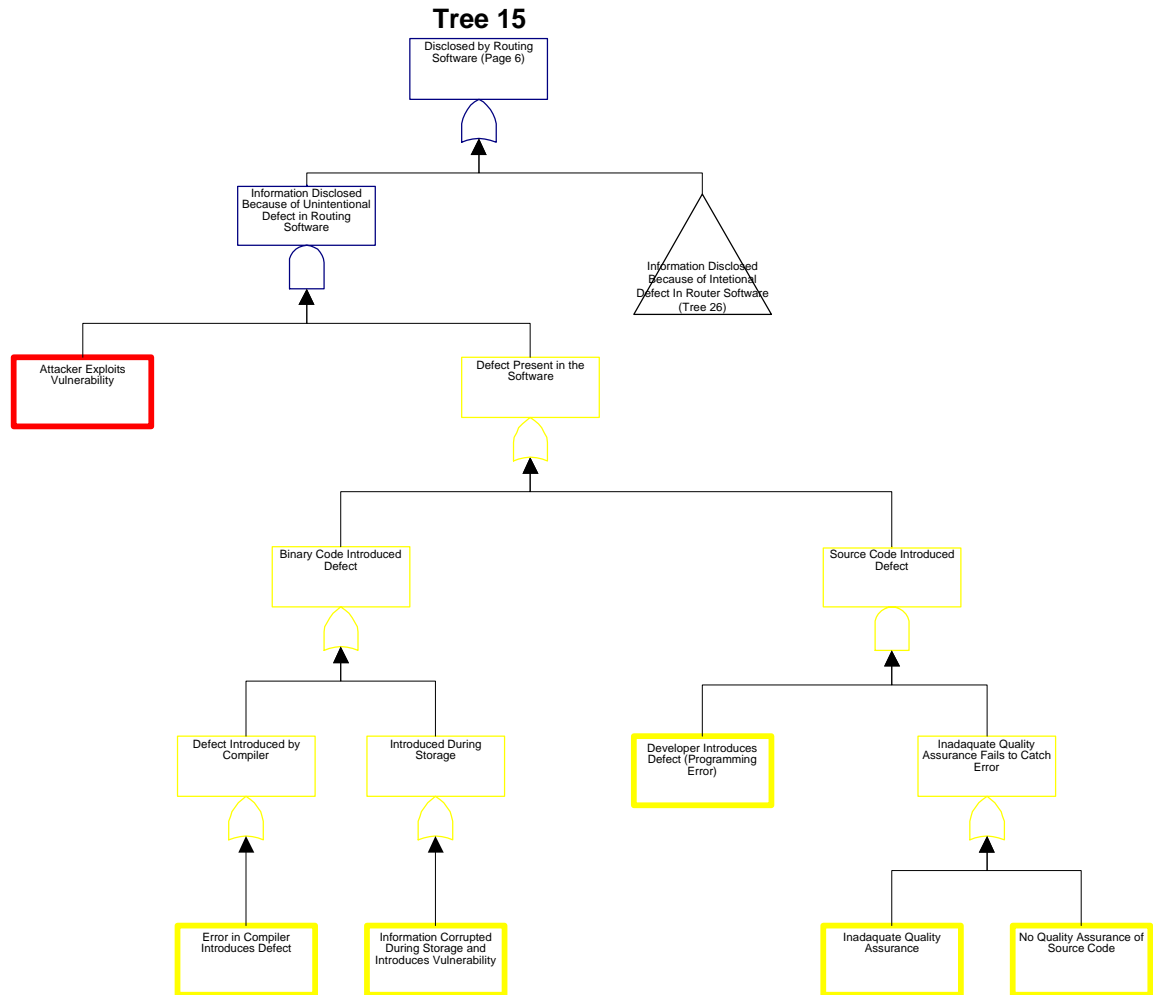 Tree 15
Disclosed by Routing
Software (Page 6)
Information Disclosed
Because of Unintentional
Defect in Routing
Software
Information Disclosed
Because of Intetional
Defect In Router Software
(Tree 26)
Attacker Exploits
Vulnerability
Defect Present in the
Software
Binary Code Introduced
Defect
Source Code Introduced
Defect
Defect Introduced by
Compiler
Introduced During
Storage
Developer Introduces
Defect (Programming
Error)
Inadaquate Quality
Assurance Fails to Catch
Error
Error in Compiler
Introduces Defect
Information Corrupted
During Storage and
Introduces Vulnerability
Inadaquate Quality
Assurance
No Quality Assurance of
Source Code